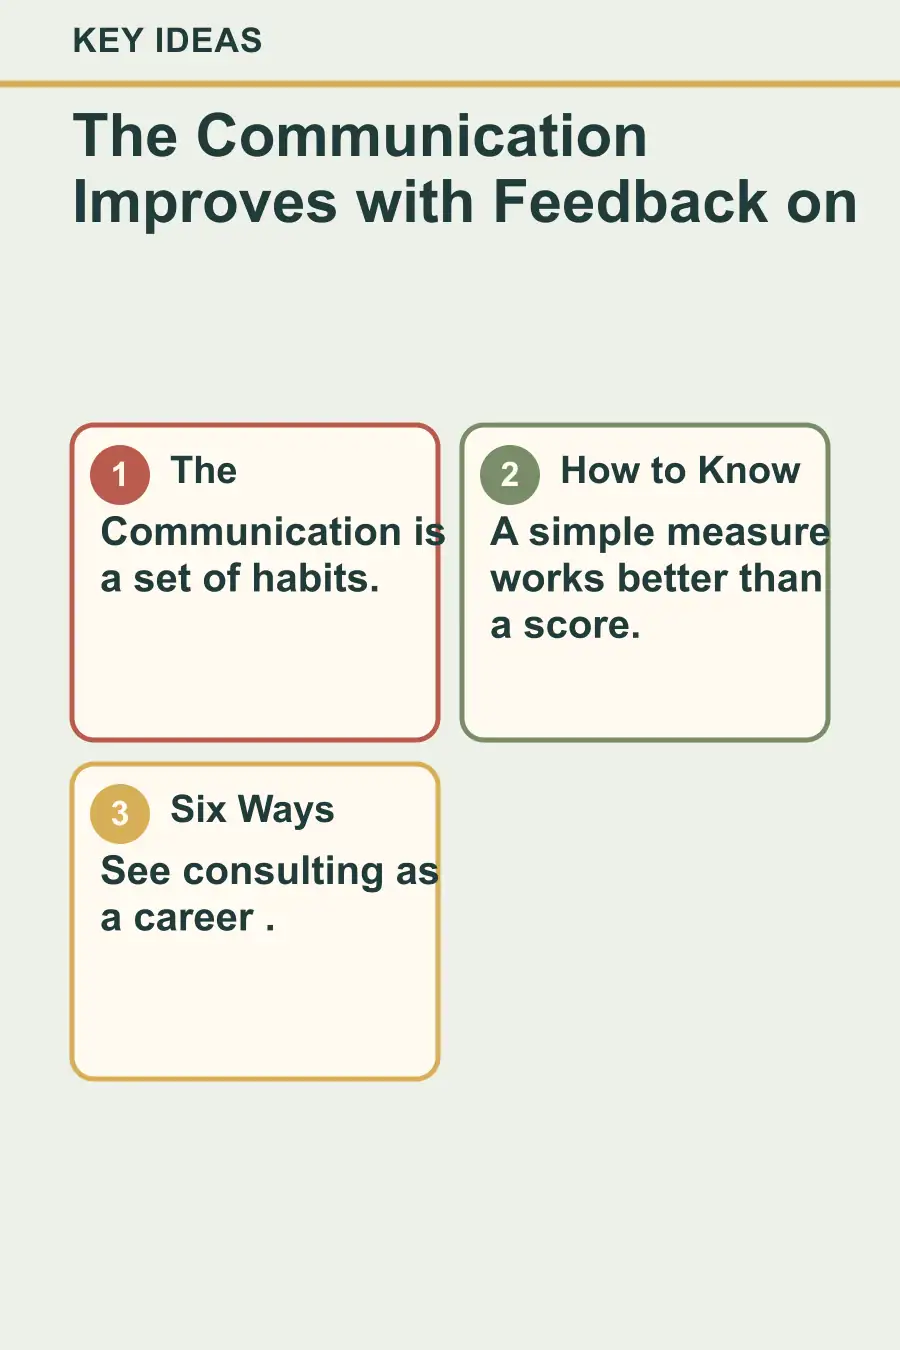 KEY IDEAS
The Communication
Improves with Feedback on
1 The
Communication is
a set of habits.
2 How to Know
A simple measure
works better than
a score.
3 Six Ways
See consulting as
a career .